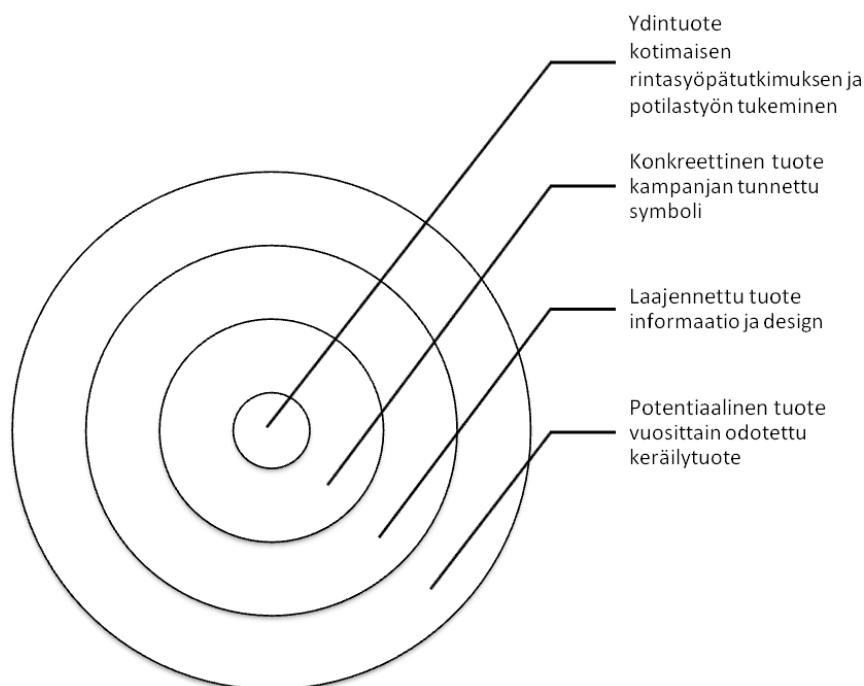 Ydintuote
kotimaisen
rintasyöpätutkimuksen ja
potilastyön tukeminen
Konkreettinen tuote
kampanjan tunnettu
symboli
Laajennettu tuote
informaatio ja design
Potentiaalinen tuote
vuosittain odotettu
keräilytuote